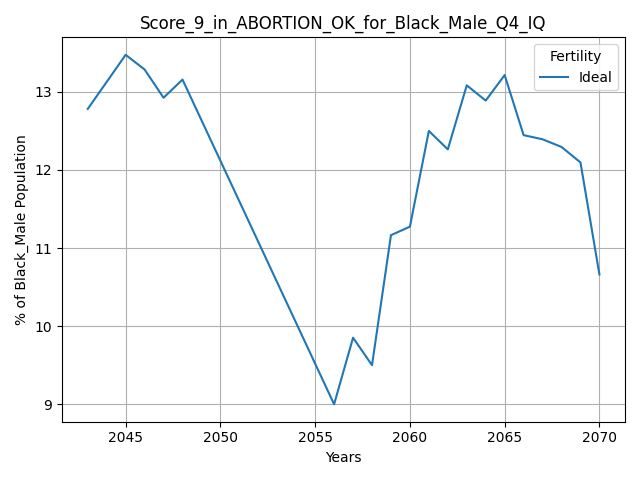 Score_9_in_ABORTION_OK_for_Black_Male_Q4_IQ
Fertility
Ideal
% of Black_Male Population
13
12
11
10
9
2045 2050 2055 2060 2065 2070
Years